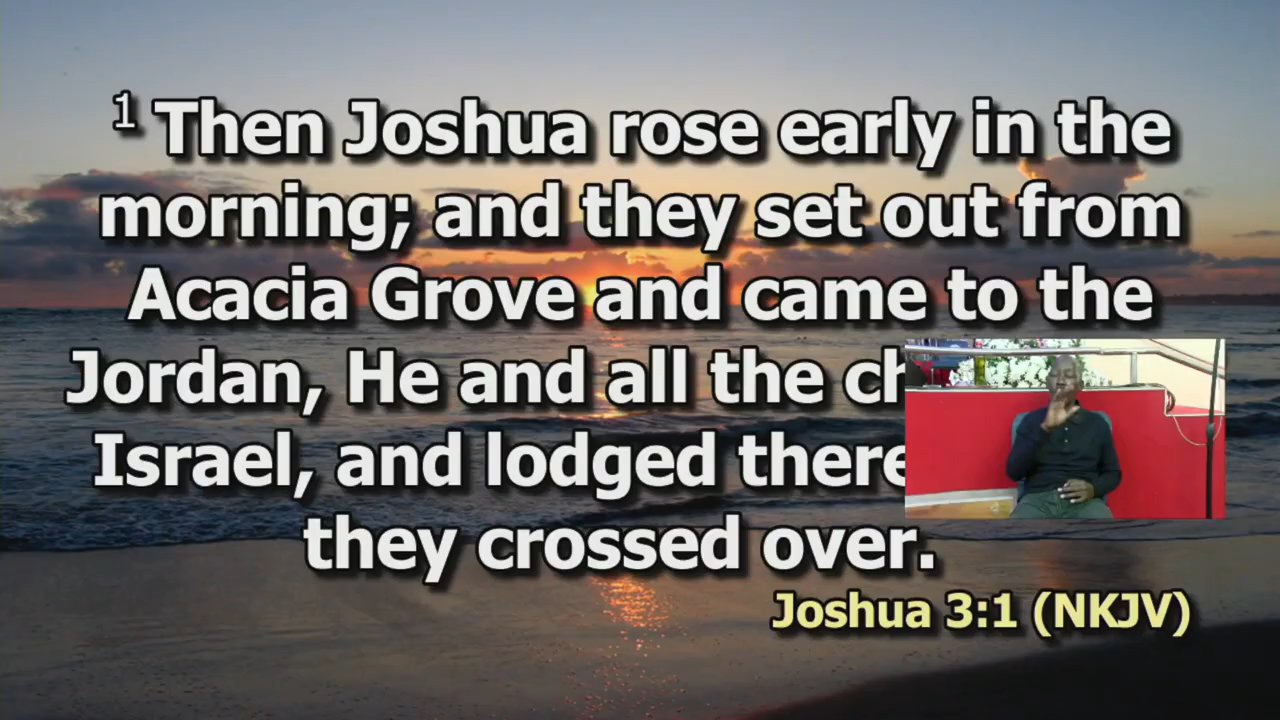 1 Then Joshua rose early in the
morning; and they set out from
Acacia Grove and came to the
Jordan, He and all the
Israel, and lodged there
they crossed over.
Joshua 3:1 (NKJV)